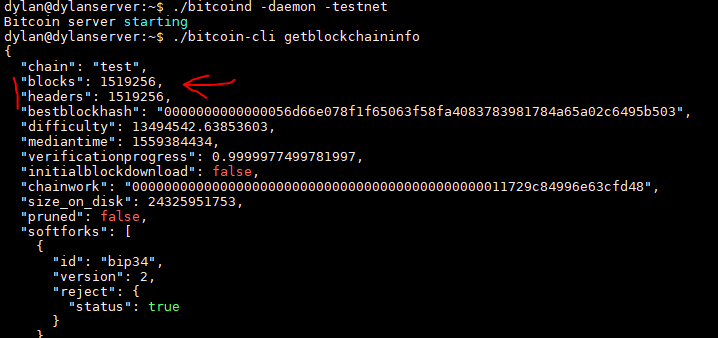 dylan@dylanserver:~$ ./bitcoind -daemon -testnet
Bitcoin server starting
dylan@dylanserver:~$ ./bitcoin-cli getblockchaininfo
{
  "chain": "test",
  "blocks": 1519256,
  "headers": 1519256,
  "bestblockhash": "0000000000000056d66e078f1f65063f58fa4083783981784a65a02c6495b503",
  "difficulty": 13494542.63853603,
  "mediantime": 1559384434,
  "verificationprogress": 0.9999977499781997,
  "initialblockdownload": false,
  "chainwork": "00000000000000000000000000000000000000000000011729c84996e63cfd48",
  "size_on_disk": 24325951753,
  "pruned": false,
  "softforks": [
    {
      "id": "bip34",
      "version": 2,
      "reject": {
        "status": true
      }
    }